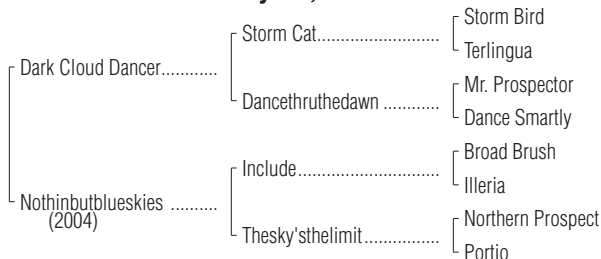 Storm Bird
Storm Cat....................
Terlingua
Dark Cloud Dancer...........
Mr. Prospector
Dancethruthedawn ...........
Dance Smartly
Broad Brush
Include.......................
Illeria
Nothinbutblueskies .........
(2004)
Northern Prospect
Thesky'sthelimit...............
Portio